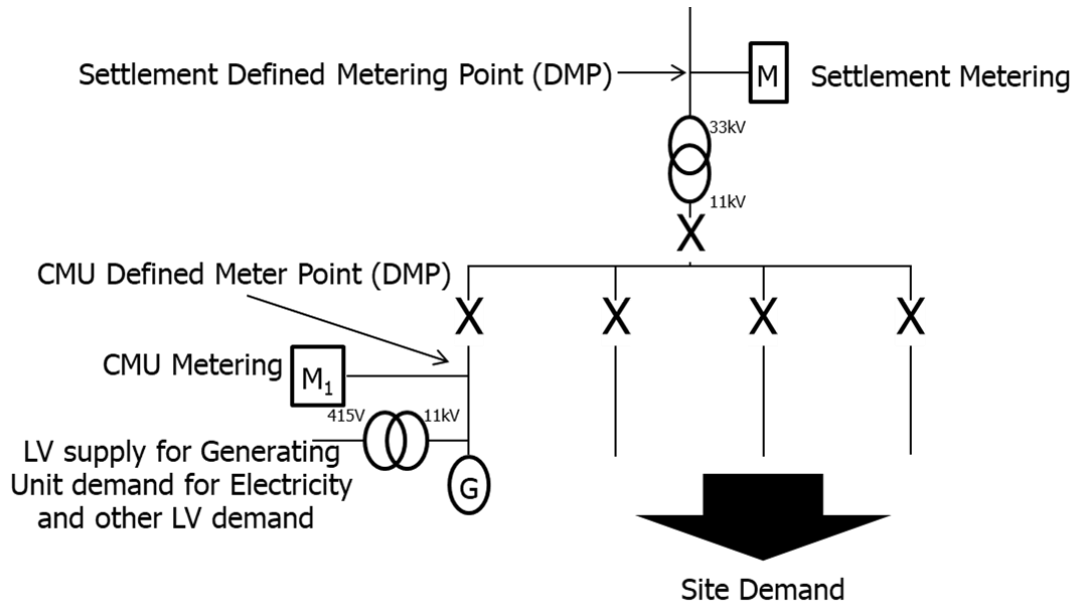 Settlement Defined Metering Point (DMP)
M
Settlement Metering
33kV
11kV
X
CMU Defined Meter Point (DMP)
X X X X
CMU Metering
M₁
415V 11kV
LV supply for Generating
Unit demand for Electricity
and other LV demand
G
Site Demand